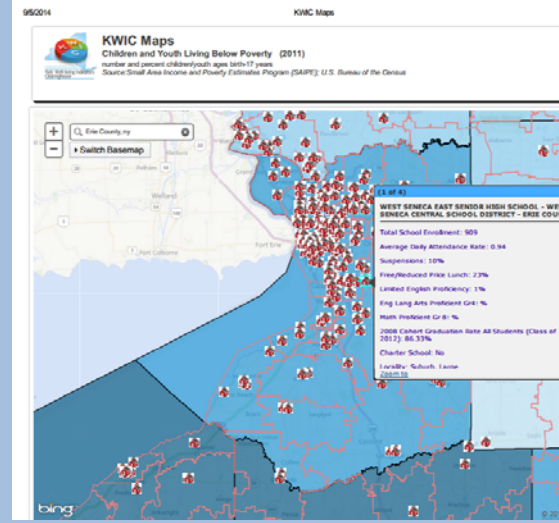 9/5/2014 KWIC Maps
KWIC Maps
Children and Youth Living Below Poverty (2011)
number and percent children/youth ages birth-17 years
Source:Small Area Income and Poverty Estimates Program (SAIPE); U.S. Bureau of the Census
+
Erie County,ny
−
Switch Basemap
Welland
Fort Erie
Port Colborne
(1 of 4)
WEST SENECA EAST SENIOR HIGH SCHOOL - WE
SENECA CENTRAL SCHOOL DISTRICT - ERIE COU
Total School Enrollment: 909
Average Daily Attendance Rate: 0.94
Suspensions: 10%
Free/Reduced Price Lunch: 23%
Limited English Proficiency: 1%
Eng Lang Arts Proficient Gr4: %
Math Proficient Gr 8: %
2008 Cohort Graduation Rate All Students (Class of
2012): 86.33%
Charter School: No
Locality: Suburb, Large
Zoom to
bing
© 20